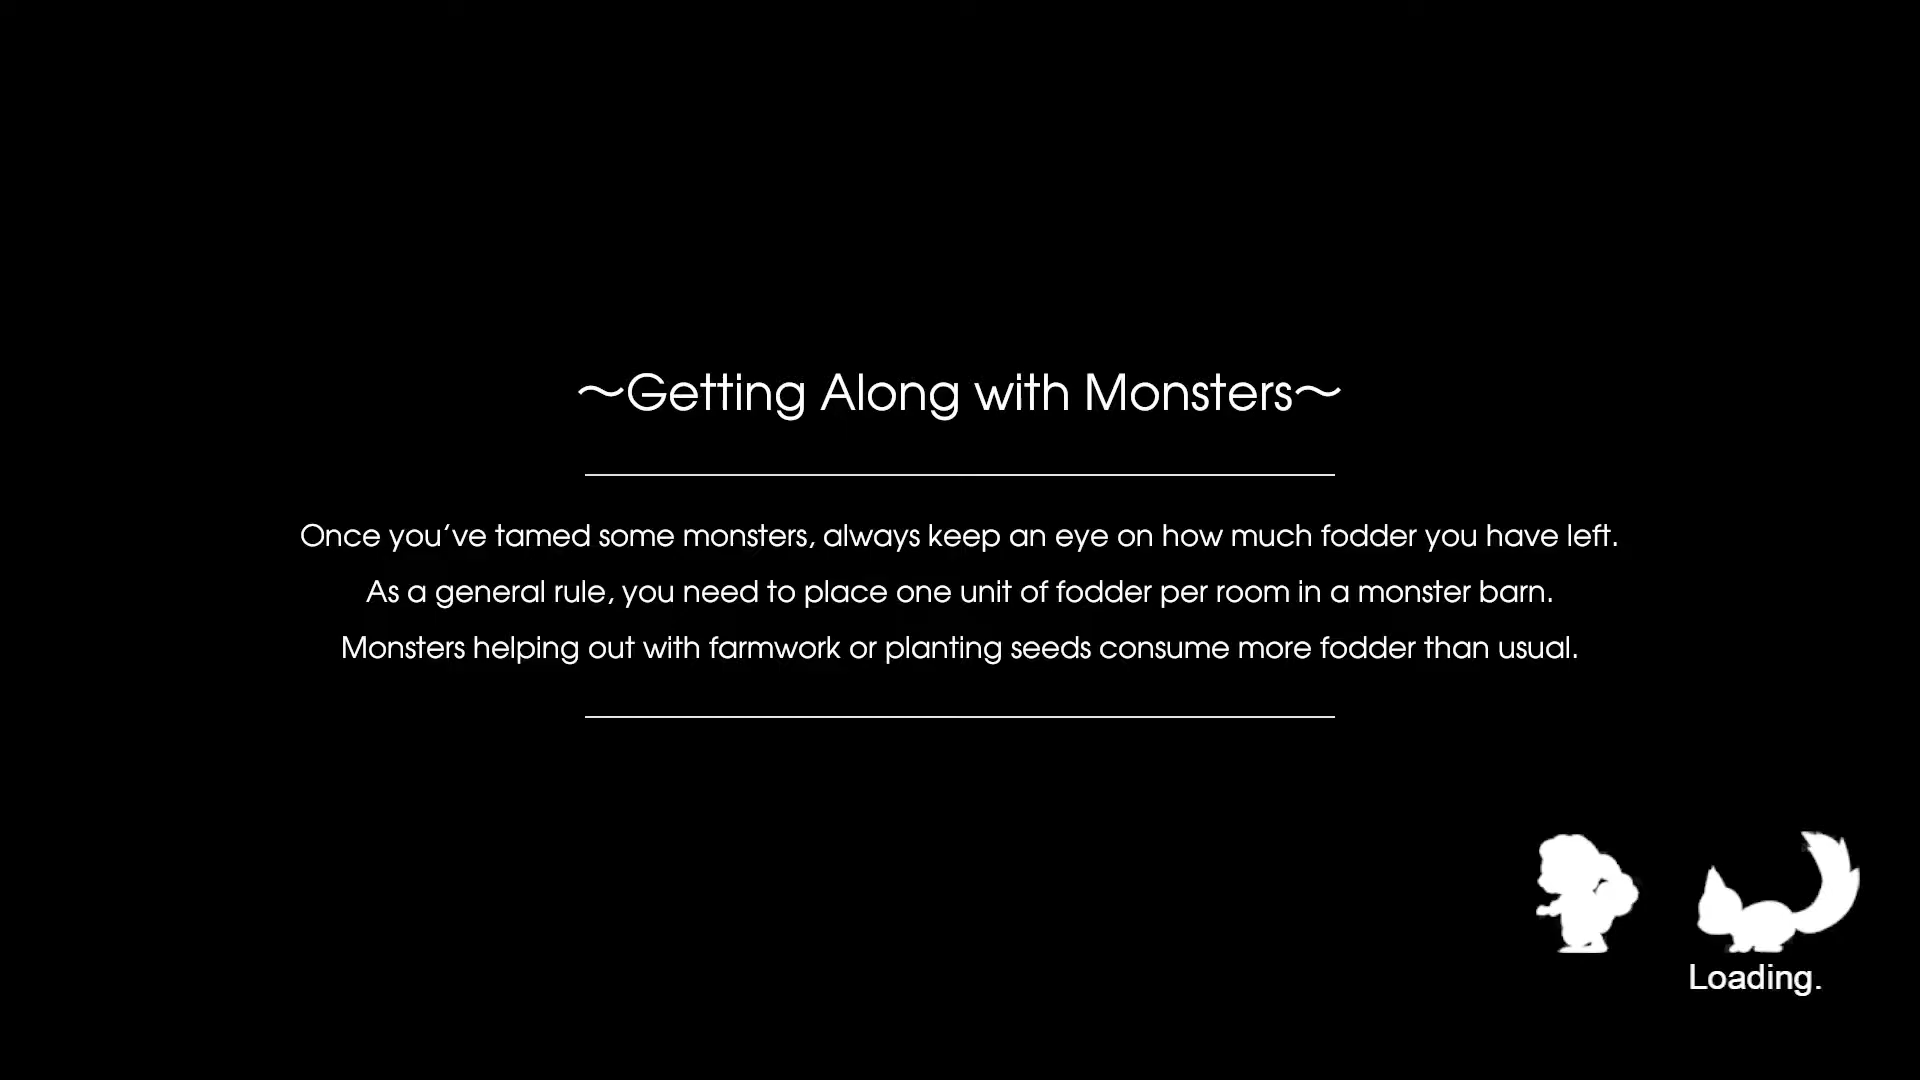 ～Getting Along with Monsters～
Once you've tamed some monsters, always keep an eye on how much fodder you have left.
As a general rule, you need to place one unit of fodder per room in a monster barn.
Monsters helping out with farmwork or planting seeds consume more fodder than usual.
Loading.